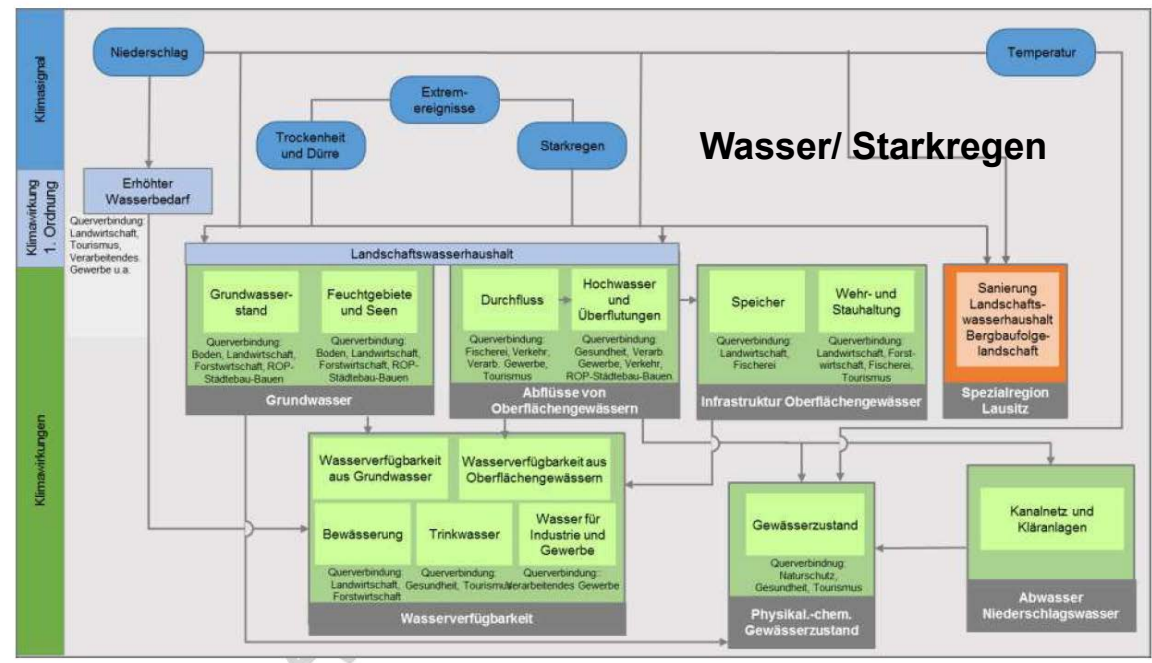 Klimasignal
Niederschlag
Temperatur
Extrem-
ereignisse
Trockenheit
und Dürre
Starkregen
Wasser/ Starkregen
Klimawirkung
1. Ordnung
Erhöhter
Wasserbedarf
Querverbindung:
Landwirtschaft,
Tourismus,
Verarbeitendes
Gewerbe u.a.
Klimawirkungen
Landschaftswasserhaushalt
Grundwasser-
stand
Querverbindung:
Boden, Landwirtschaft,
Forstwirtschaft, ROP-
Städtebau-Bauen
Feuchtgebiete
und Seen
Querverbindung:
Boden, Landwirtschaft,
Forstwirtschaft, ROP-
Städtebau-Bauen
Grundwasser
Durchfluss
Querverbindung:
Fischerei, Verkehr,
Verarb. Gewerbe,
Tourismus
Hochwasser
und
Überflutungen
Querverbindung:
Gesundheit, Verarb.
Gewerbe, Verkehr,
ROP-Städtebau-Bauen
Abflüsse von
Oberflächengewässern
Speicher
Querverbindung:
Landwirtschaft,
Fischerei
Wehr- und
Stauhaltung
Querverbindung:
Landwirtschaft, Forst-
wirtschaft, Fischerei,
Tourismus
Infrastruktur Oberflächengewässer
Sanierung
Landschafts-
wasserhaushalt
Bergbaufolge-
landschaft
Spezialregion
Lausitz
Wasserverfügbarkeit
aus Grundwasser
Wasserverfügbarkeit aus
Oberflächengewässern
Bewässerung
Querverbindung:
Landwirtschaft,
Forstwirtschaft
Trinkwasser
Querverbindung:
Gesundheit, Tourismus
Wasser für
Industrie und
Gewerbe
Querverbindung::
Verarbeitendes Gewerbe
Wasserverfügbarkeit
Gewässerzustand
Querverbindnug:
Naturschutz,
Gesundheit, Tourismus
Physikal.-chem.
Gewässerzustand
Kanalnetz und
Kläranlagen
Abwasser
Niederschlagswasser